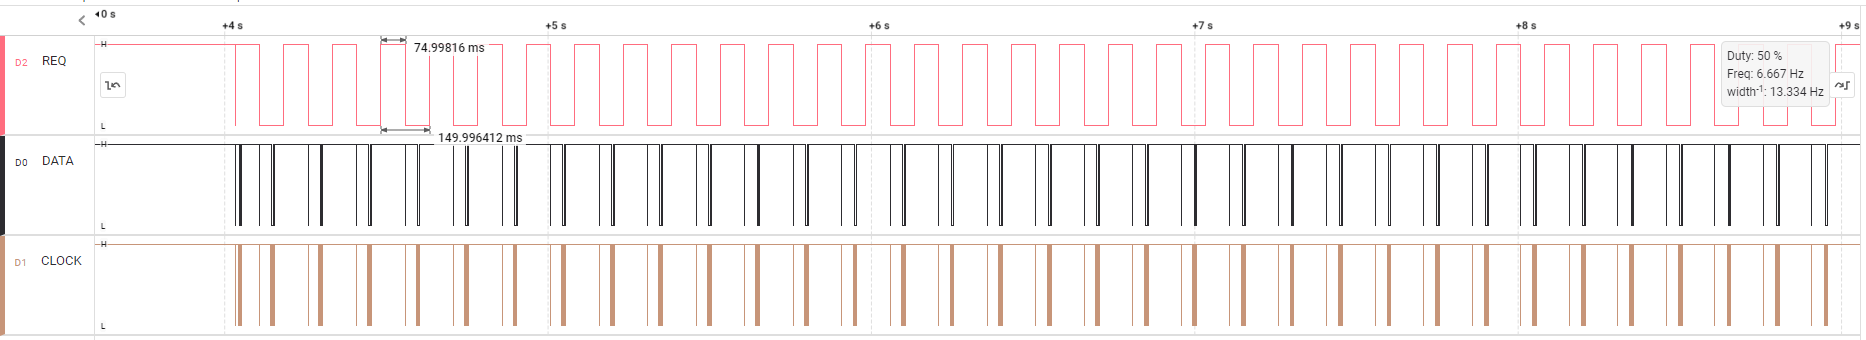 0 s
+4 s
+5 s
+6 s
+7 s
+8 s
+9 s
D2 REQ
H
L
74.99816 ms
149.996412 ms
Duty: 50 %
Freq: 6.667 Hz
width⁻¹: 13.334 Hz
D0 DATA
H
L
D1 CLOCK
H
L